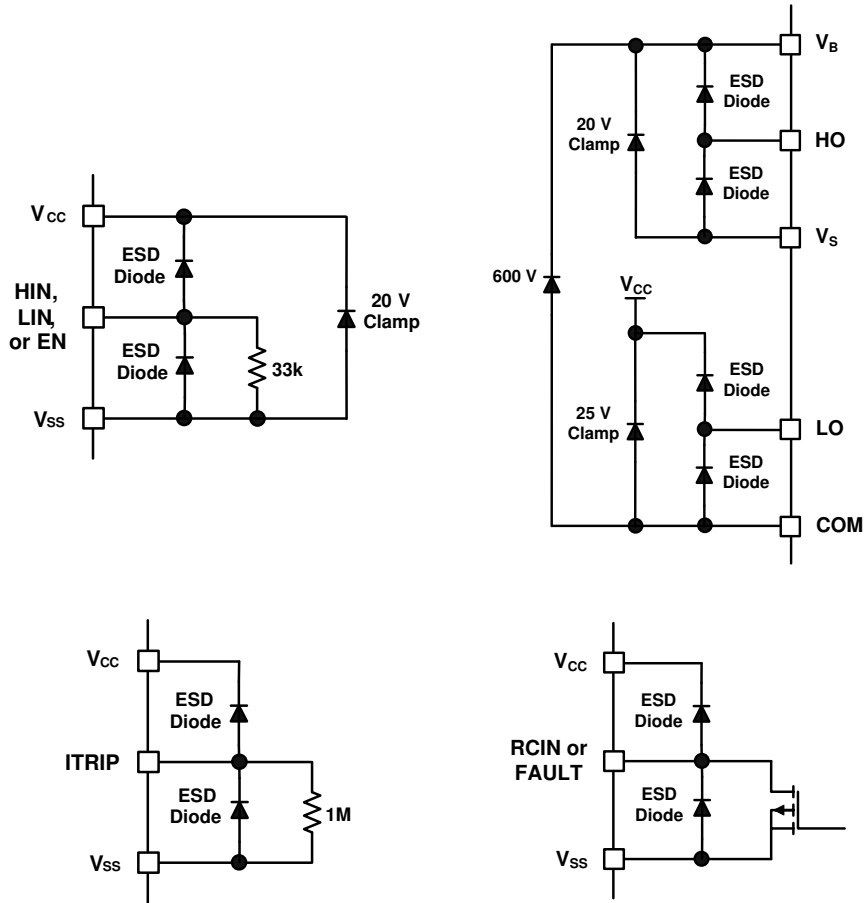 VCC
ESD
Diode
HIN,
LIN,
or EN
ESD
Diode
33k
20 V
Clamp
VSS
VB
ESD
Diode
20 V
Clamp
HO
ESD
Diode
VS
600 V
VCC
ESD
Diode
25 V
Clamp
LO
ESD
Diode
COM
VCC
ESD
Diode
ITRIP
ESD
Diode
1M
VSS
VCC
ESD
Diode
RCIN or
FAULT
ESD
Diode
VSS